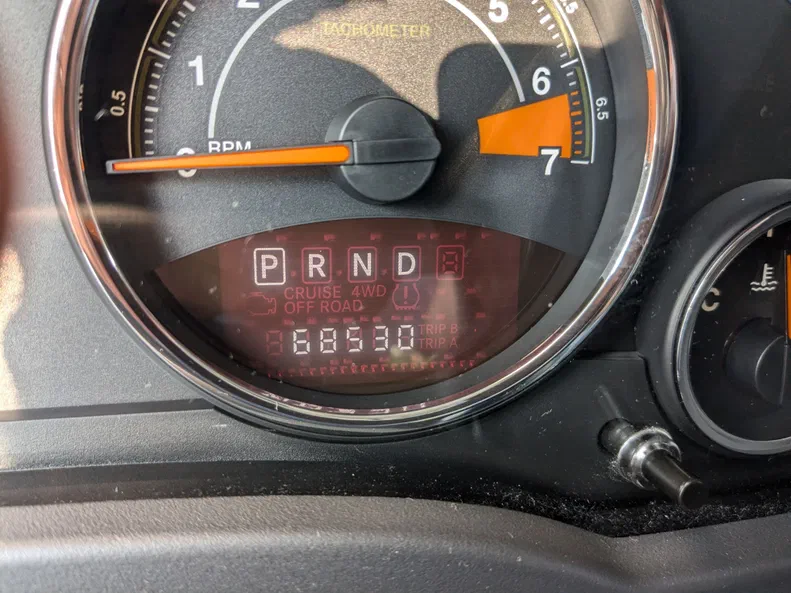 2
5
.5
TACHOMETER
1
6
0.5
6.5
RPM
0
7
P R N D
CRUISE 4WD
OFF ROAD
C
TRIP B
68530
TRIP A